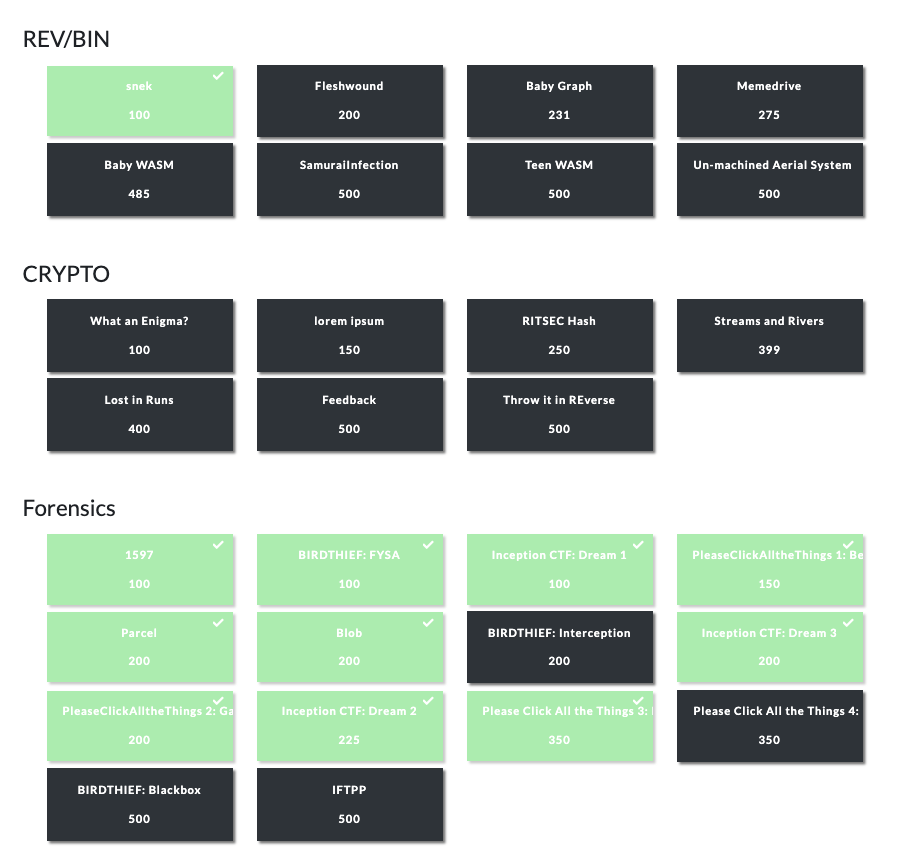 REV/BIN
snek
100
Fleshwound
200
Baby Graph
231
Memedrive
275
Baby WASM
485
SamuraiInfection
500
Teen WASM
500
Un-machined Aerial System
500
CRYPTO
What an Enigma?
100
lorem ipsum
150
RITSEC Hash
250
Streams and Rivers
399
Lost in Runs
400
Feedback
500
Throw it in REverse
500
Forensics
1597
100
BIRDTHIEF: FYSA
100
Inception CTF: Dream 1
100
PleaseClickAlltheThings 1: Be
150
Parcel
200
Blob
200
BIRDTHIEF: Interception
200
Inception CTF: Dream 3
200
PleaseClickAlltheThings 2: Ga
200
Inception CTF: Dream 2
225
Please Click All the Things 3:
350
Please Click All the Things 4:
350
BIRDTHIEF: Blackbox
500
IFTPP
500